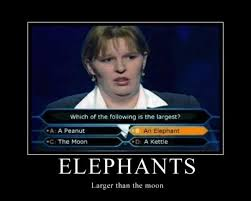 Which of the following is the largest?
A: A Peanut
B: An Elephant
C: The Moon
D: A Kettle
ELEPHANTS
Larger than the moon